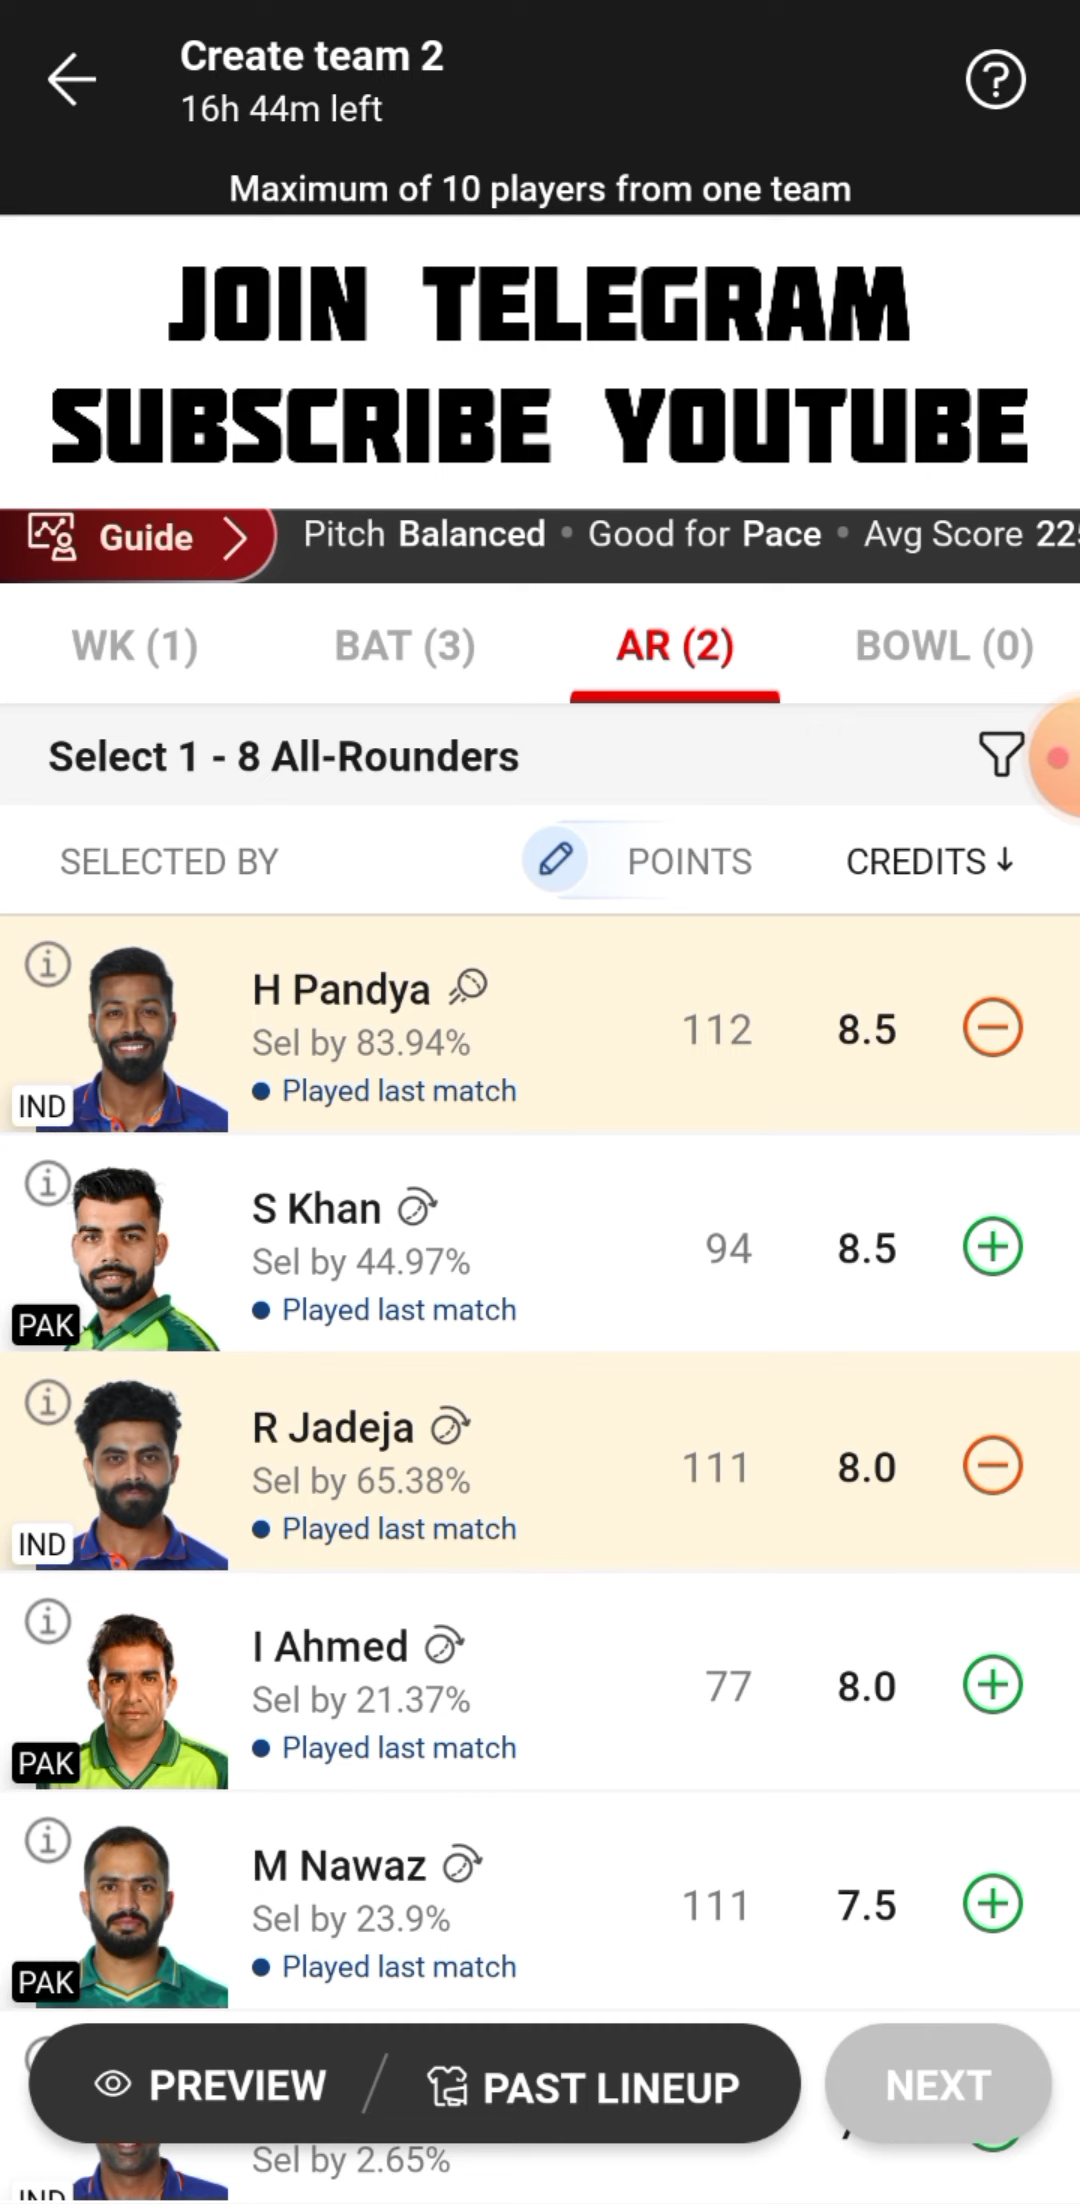 Create team 2
16h 44m left
Maximum of 10 players from one team
JOIN TELEGRAM
SUBSCRIBE YOUTUBE
Guide Pitch Balanced • Good for Pace • Avg Score
WK (1) BAT (3) AR (2) BOWL (0)
Select 1 - 8 All-Rounders
SELECTED BY POINTS CREDITS ↓
H Pandya
Sel by 83.94% 112 8.5
• Played last match
IND
S Khan
Sel by 44.97% 94 8.5
• Played last match
PAK
R Jadeja
Sel by 65.38% 111 8.0
• Played last match
IND
I Ahmed
Sel by 21.37% 77 8.0
• Played last match
PAK
M Nawaz
Sel by 23.9% 111 7.5
• Played last match
PAK
PREVIEW / PAST LINEUP NEXT
Sel by 2.65%
IND